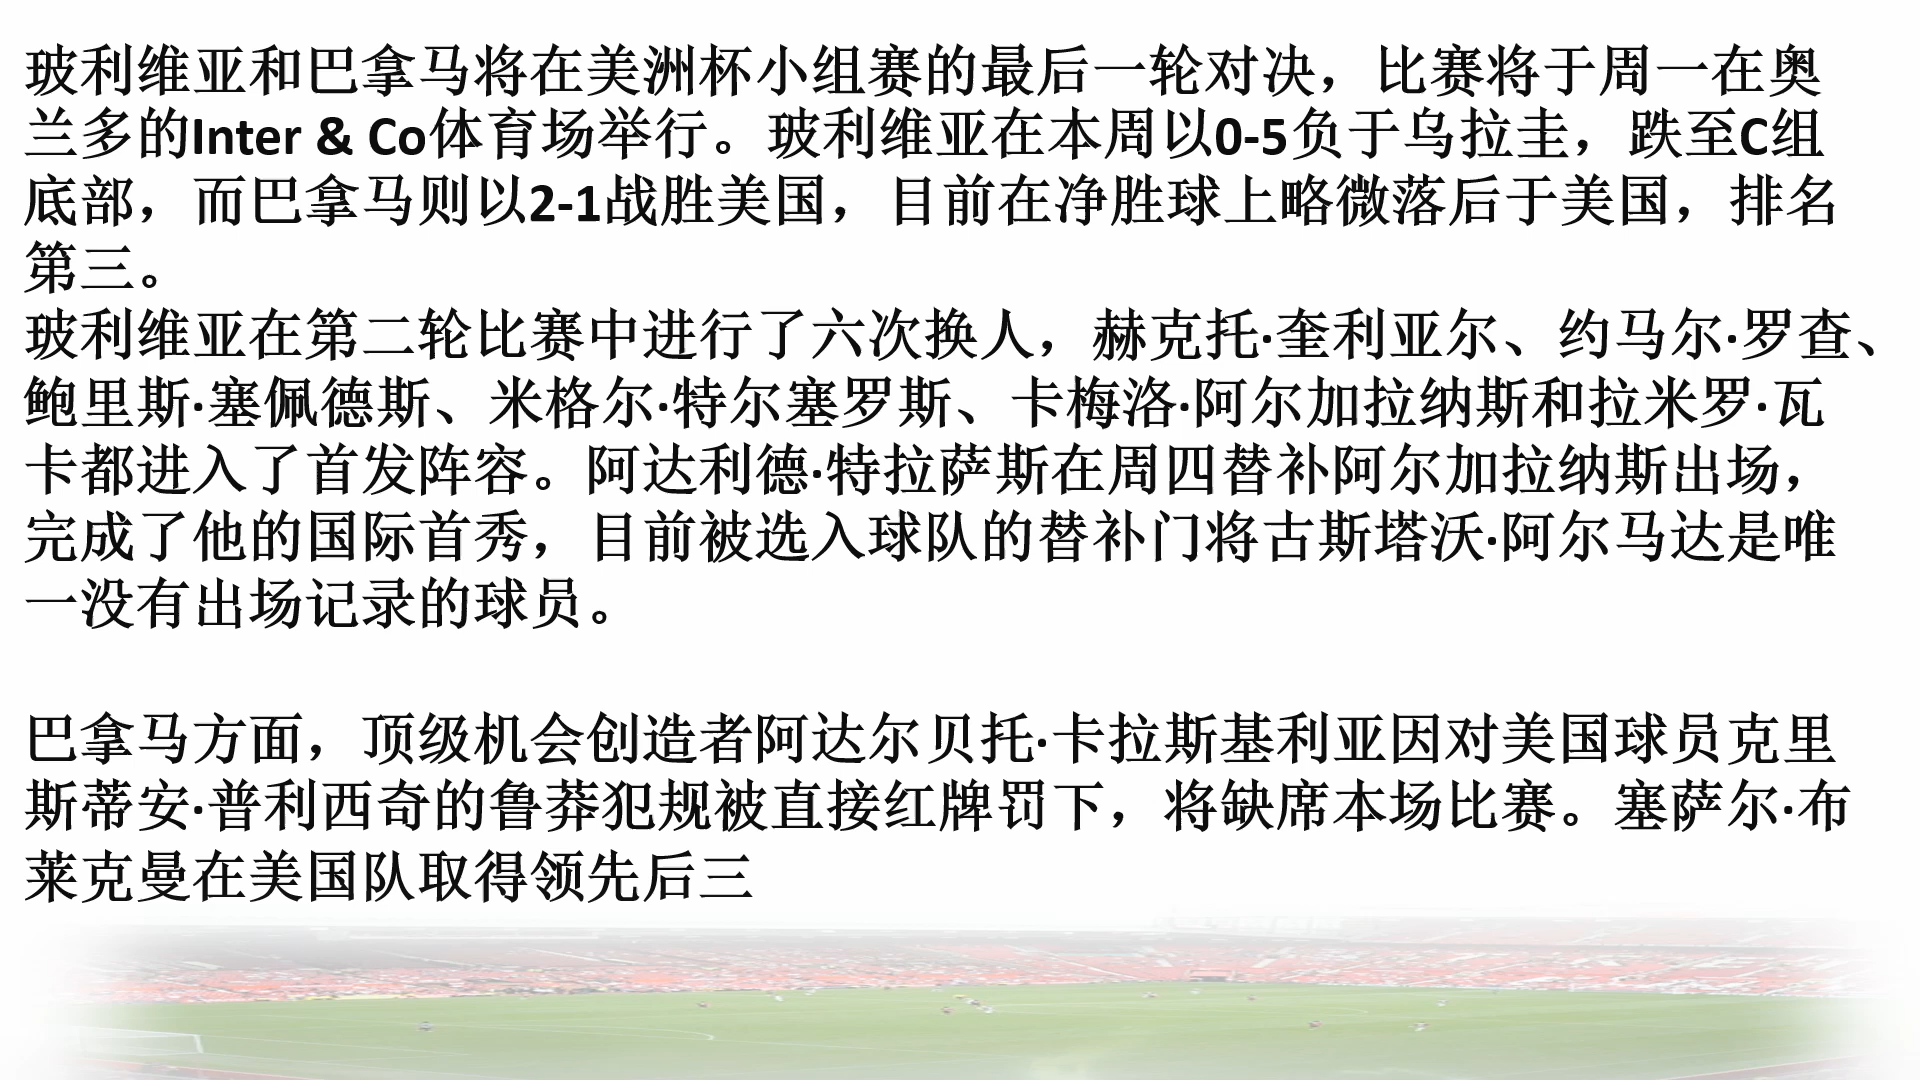 玻利维亚和巴拿马将在美洲杯小组赛的最后一轮对决，比赛将于周一在奥
兰多的Inter & Co体育场举行。玻利维亚在本周以0-5负于乌拉圭，跌至C组
底部，而巴拿马则以2-1战胜美国，目前在净胜球上略微落后于美国，排名
第三。
玻利维亚在第二轮比赛中进行了六次换人，赫克托·奎利亚尔、约马尔·罗查、
鲍里斯·塞佩德斯、米格尔·特尔塞罗斯、卡梅洛·阿尔加拉纳斯和拉米罗·瓦
卡都进入了首发阵容。阿达利德·特拉萨斯在周四替补阿尔加拉纳斯出场，
完成了他的国际首秀，目前被选入球队的替补门将古斯塔沃·阿尔马达是唯
一没有出场记录的球员。
巴拿马方面，顶级机会创造者阿达尔贝托·卡拉斯基利亚因对美国球员克里
斯蒂安·普利西奇的鲁莽犯规被直接红牌罚下，将缺席本场比赛。塞萨尔·布
莱克曼在美国队取得领先后三